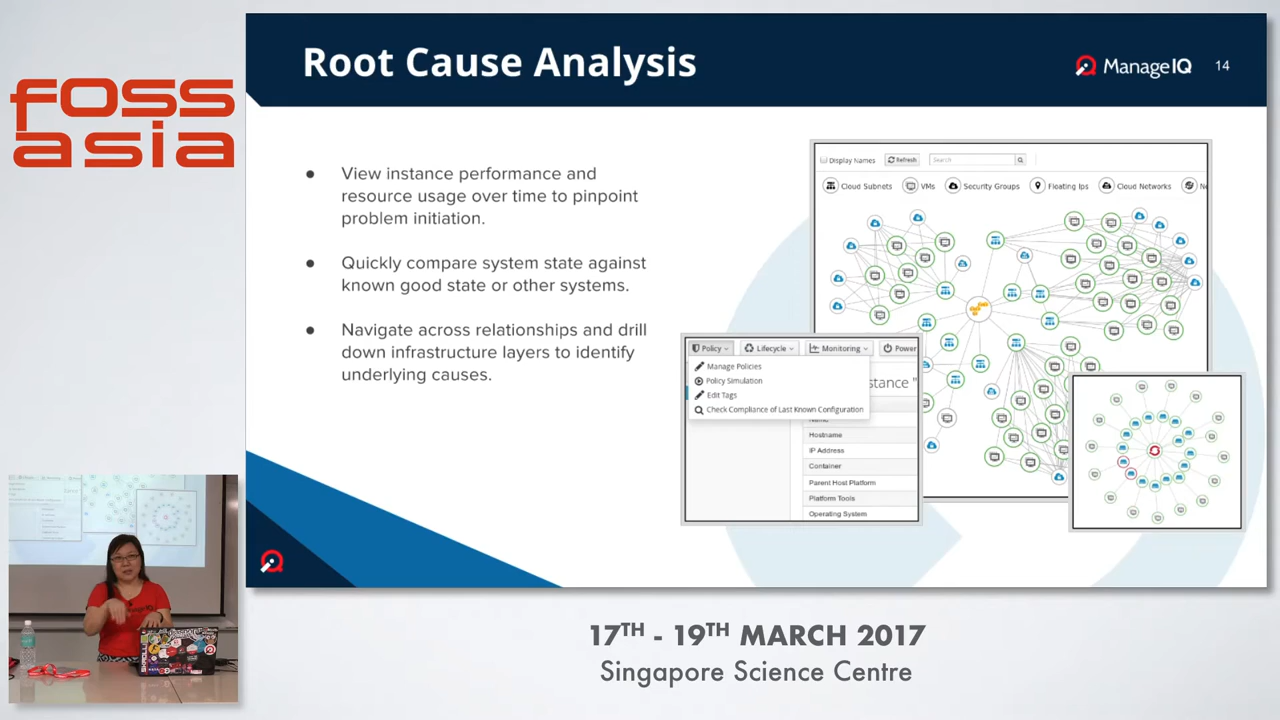 foss
asia
Root Cause Analysis
ManageIQ
14
● View instance performance and
resource usage over time to pinpoint
problem initiation.
● Quickly compare system state against
known good state or other systems.
● Navigate across relationships and drill
down infrastructure layers to identify
underlying causes.
Display Names Refresh Search
Cloud Subnets VMs Security Groups Floating Ips Cloud Networks
Policy Lifecycle Monitoring Power
Manage Policies
Policy Simulation
Edit Tags
Check Compliance of Last Known Configuration
stance "
Name
Hostname
IP Address
Container
Parent Host Platform
Platform Tools
Operating System
17TH - 19TH MARCH 2017
Singapore Science Centre